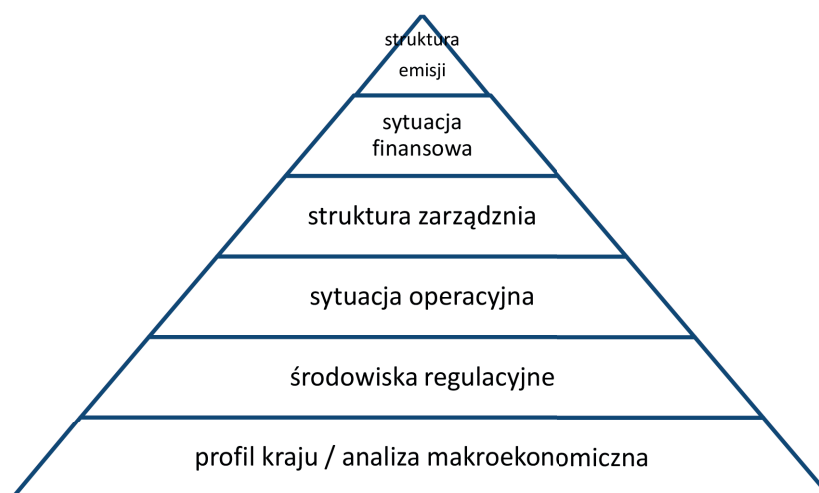 struktura
emisji
sytuacja
finansowa
struktura zarządznia
sytuacja operacyjna
środowiska regulacyjne
profil kraju / analiza makroekonomiczna